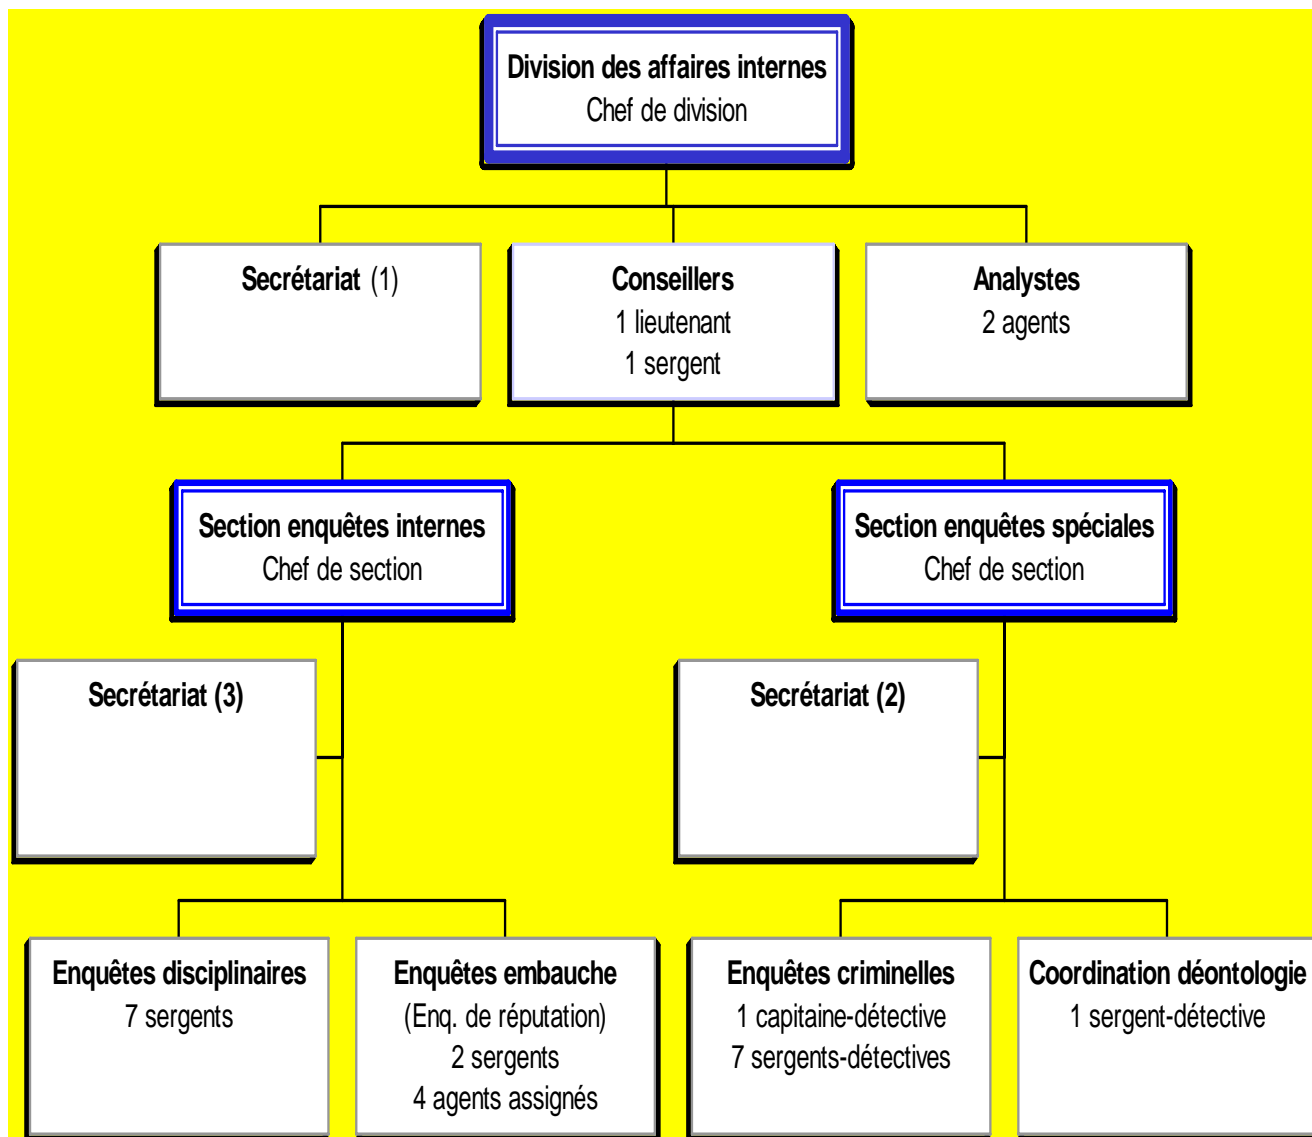 Division des affaires internes
Chef de division
Secrétariat (1)
Conseillers
1 lieutenant
1 sergent
Analystes
2 agents
Section enquêtes internes
Chef de section
Section enquêtes spéciales
Chef de section
Secrétariat (3)
Secrétariat (2)
Enquêtes disciplinaires
7 sergents
Enquêtes embauche
(Enq. de réputation)
2 sergents
4 agents assignés
Enquêtes criminelles
1 capitaine-détective
7 sergents-détectives
Coordination déontologie
1 sergent-détective